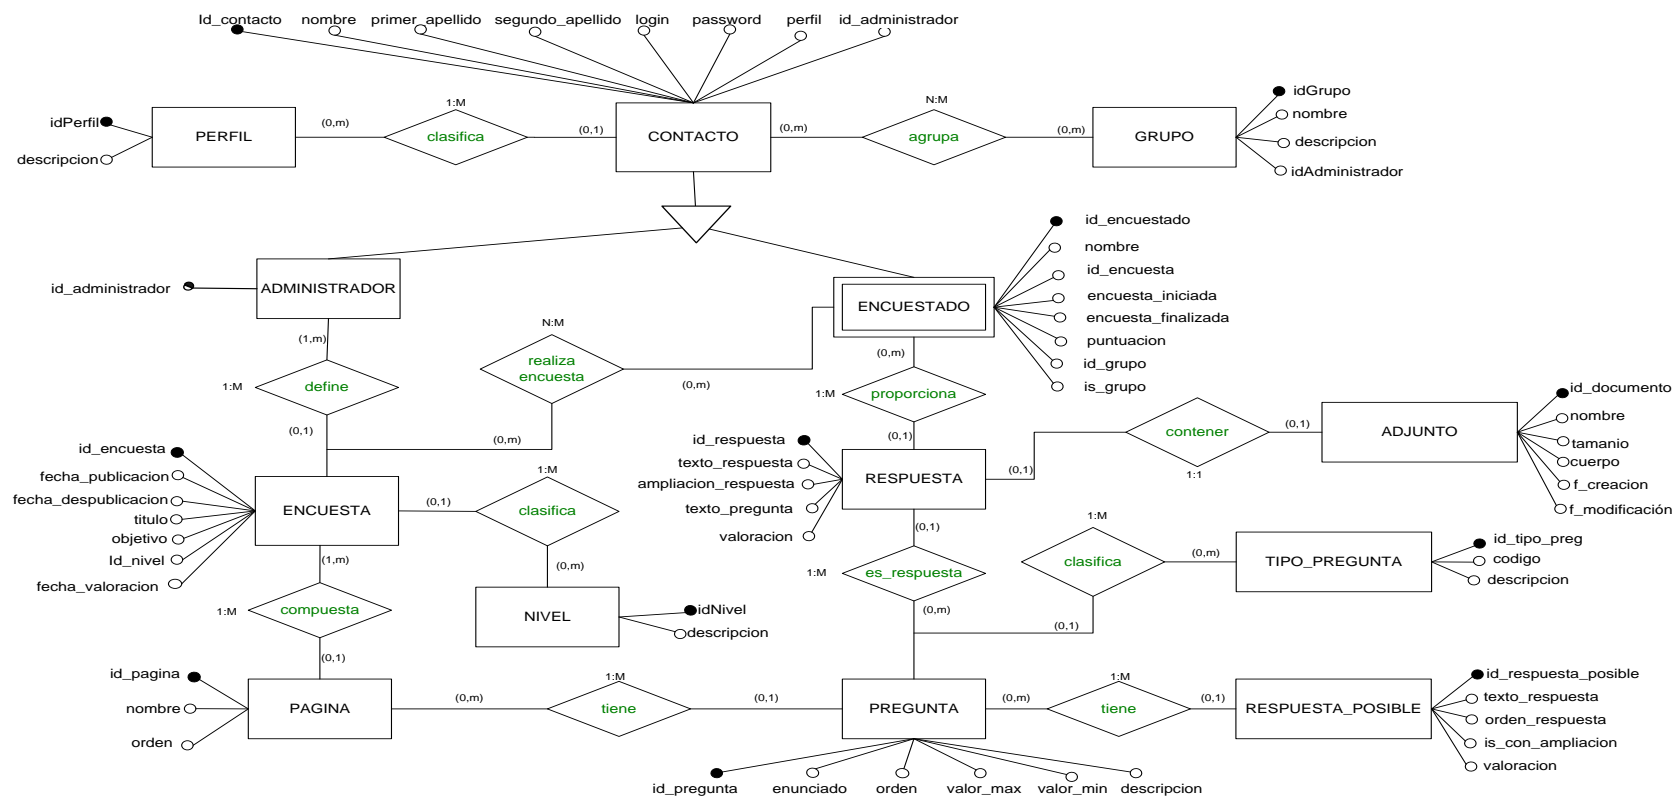 Id_contacto nombre primer_apellido segundo_apellido login password perfil id_administrador
1:M
N:M
idPerfil
descripcion
PERFIL
(0,m)
clasifica
(0,1)
CONTACTO
(0,m)
agrupa
(0,m)
GRUPO
idGrupo
nombre
descripcion
idAdministrador
id_administrador
ADMINISTRADOR
ENCUESTADO
id_encuestado
nombre
id_encuesta
encuesta_iniciada
encuesta_finalizada
puntuacion
id_grupo
is_grupo
(1,m)
1:M
define
(0,1)
N:M
realiza
encuesta
(0,m)
(0,m)
(0,m)
1:M
proporciona
(0,1)
id_respuesta
texto_respuesta
ampliacion_respuesta
texto_pregunta
valoracion
RESPUESTA
(0,1)
contener
1:1
(0,1)
ADJUNTO
id_documento
nombre
tamanio
cuerpo
f_creacion
f_modificación
id_encuesta
fecha_publicacion
fecha_despublicacion
titulo
objetivo
Id_nivel
fecha_valoracion
ENCUESTA
(0,1)
1:M
clasifica
(0,m)
NIVEL
idNivel
descripcion
(1,m)
1:M
compuesta
(0,1)
(0,1)
1:M
es_respuesta
(0,m)
1:M
clasifica
(0,1)
(0,m)
TIPO_PREGUNTA
id_tipo_preg
codigo
descripcion
id_pagina
nombre
orden
PAGINA
(0,m)
1:M
tiene
(0,1)
PREGUNTA
(0,m)
1:M
tiene
(0,1)
RESPUESTA_POSIBLE
id_respuesta_posible
texto_respuesta
orden_respuesta
is_con_ampliacion
valoracion
id_pregunta enunciado orden valor_max valor_min descripcion